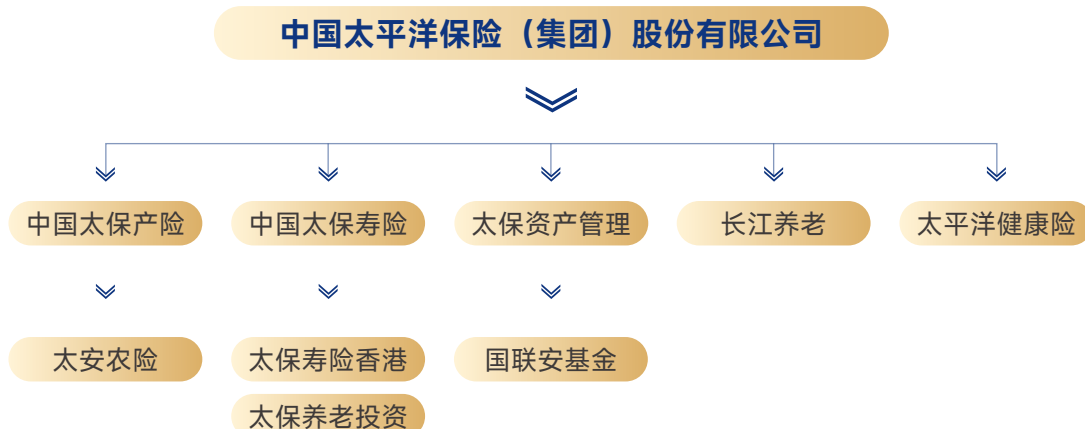 中国太平洋保险（集团）股份有限公司
中国太保产险
中国太保寿险
太保资产管理
长江养老
太平洋健康险
太安农险
太保寿险香港
国联安基金
太保养老投资